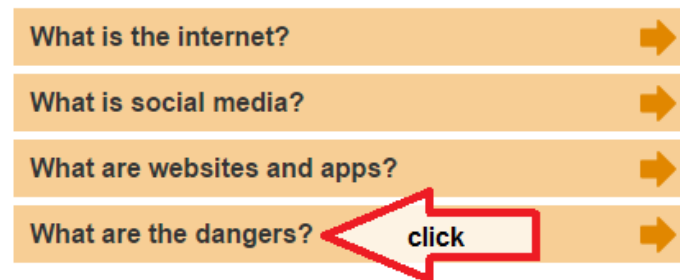 What is the internet?
What is social media?
What are websites and apps?
What are the dangers? click